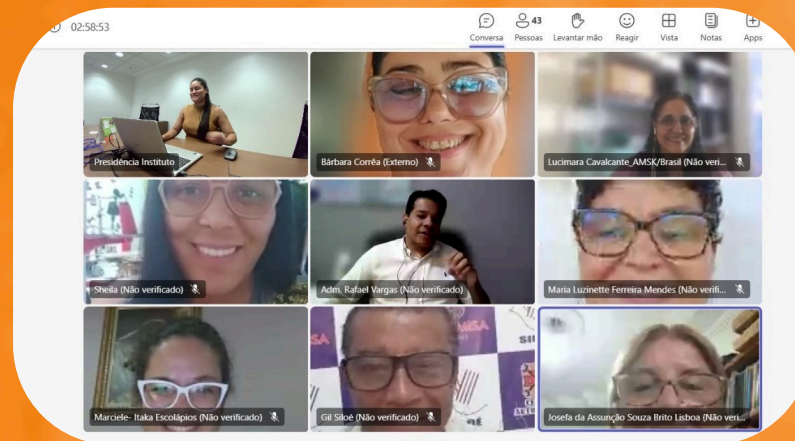 02:58:53
43
Conversa Pessoas Levantar mão Reagir Vista Notas Apps
Presidência Instituto
Bárbara Corrêa (Externo)
Lucimara Cavalcante_AMSK/Brasil (Não veri...
Sheila (Não verificado)
Adm. Rafael Vargas (Não verificado)
Maria Luzinette Ferreira Mendes (Não verifi...
Marciele- Itaka Escolápios (Não verificado)
Gil Siloé (Não verificado)
Josefa da Assunção Souza Brito Lisboa (Não veri...